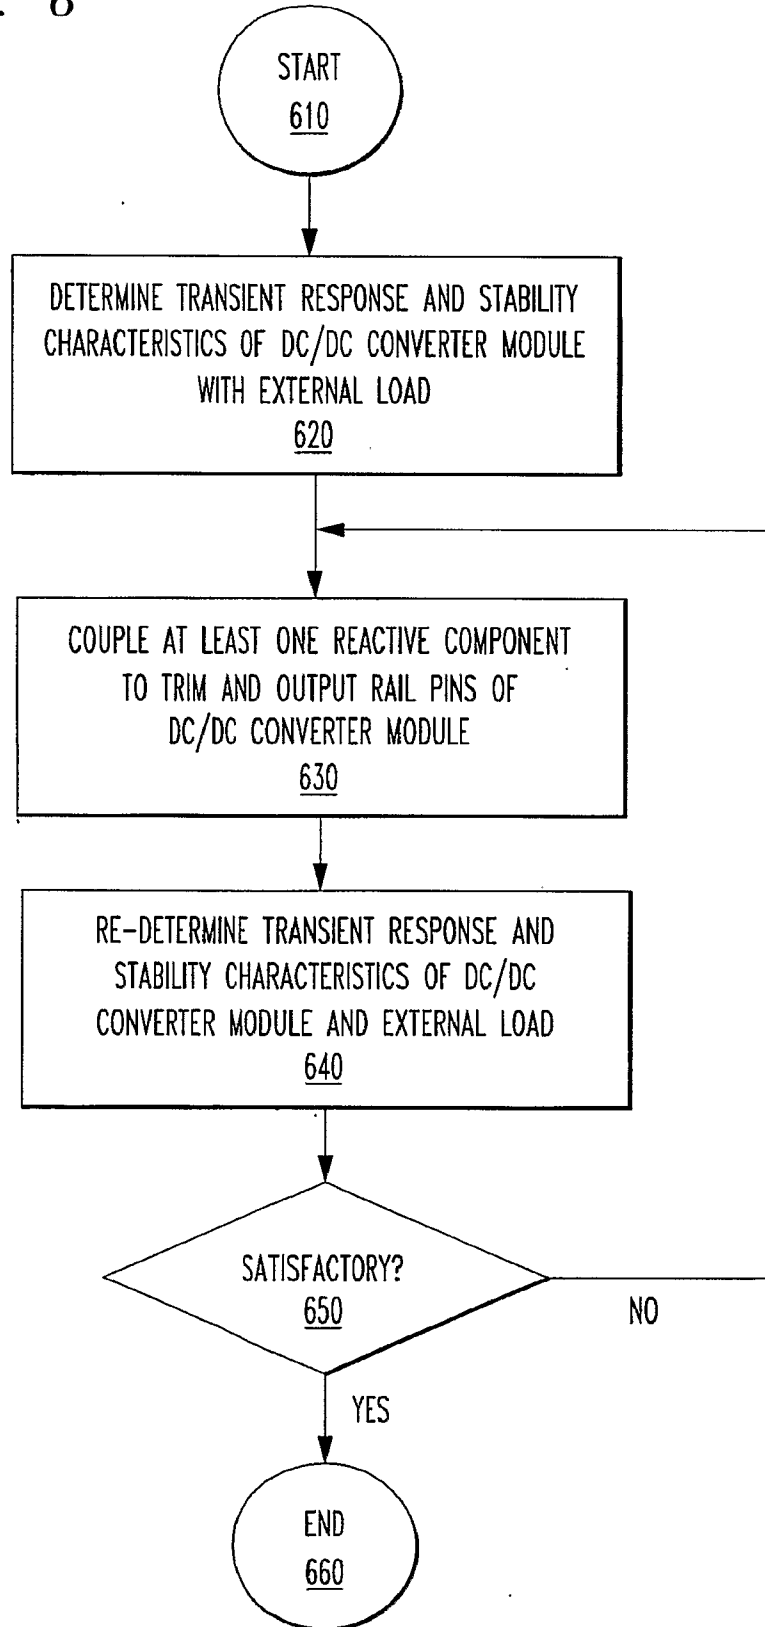 START
610
DETERMINE TRANSIENT RESPONSE AND STABILITY
CHARACTERISTICS OF DC/DC CONVERTER MODULE
WITH EXTERNAL LOAD
620
COUPLE AT LEAST ONE REACTIVE COMPONENT
TO TRIM AND OUTPUT RAIL PINS OF
DC/DC CONVERTER MODULE
630
RE-DETERMINE TRANSIENT RESPONSE AND
STABILITY CHARACTERISTICS OF DC/DC
CONVERTER MODULE AND EXTERNAL LOAD
640
SATISFACTORY?
650
NO
YES
END
660